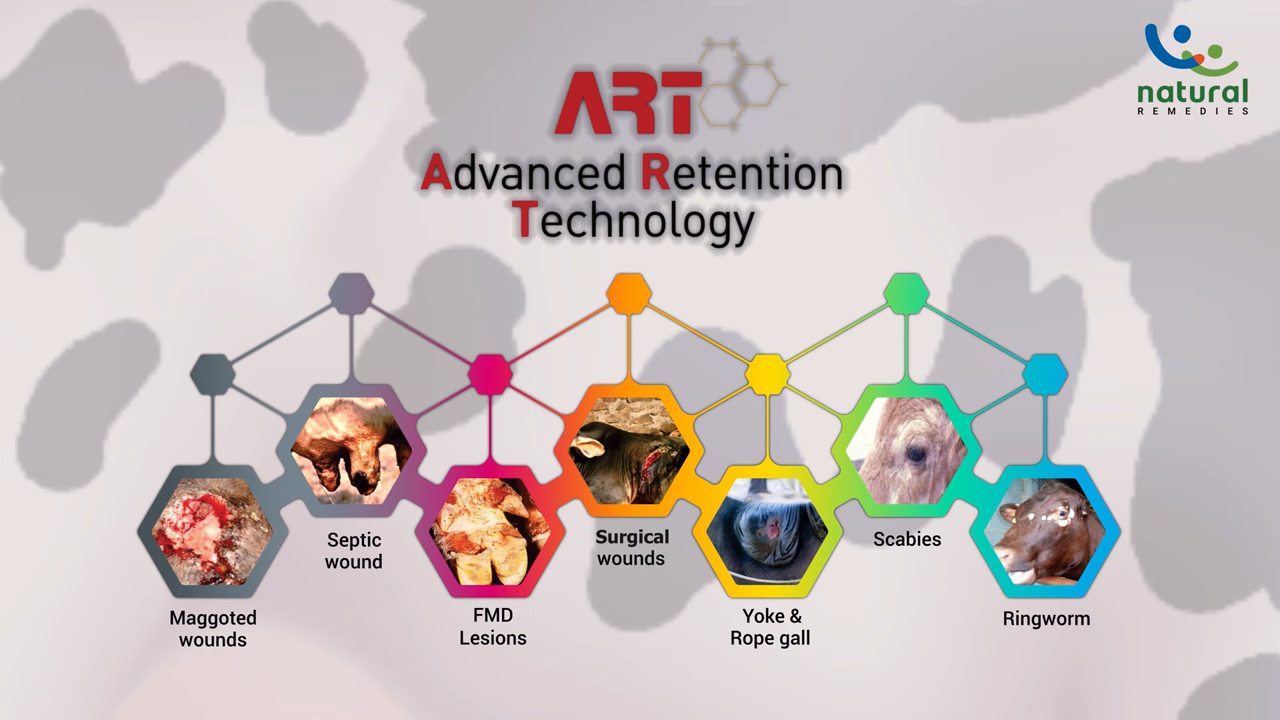 ART
Advanced Retention
Technology
natural
REMEDIES
Septic
wound
Surgical
wounds
Scabies
Maggoted
wounds
FMD
Lesions
Yoke &
Rope gall
Ringworm